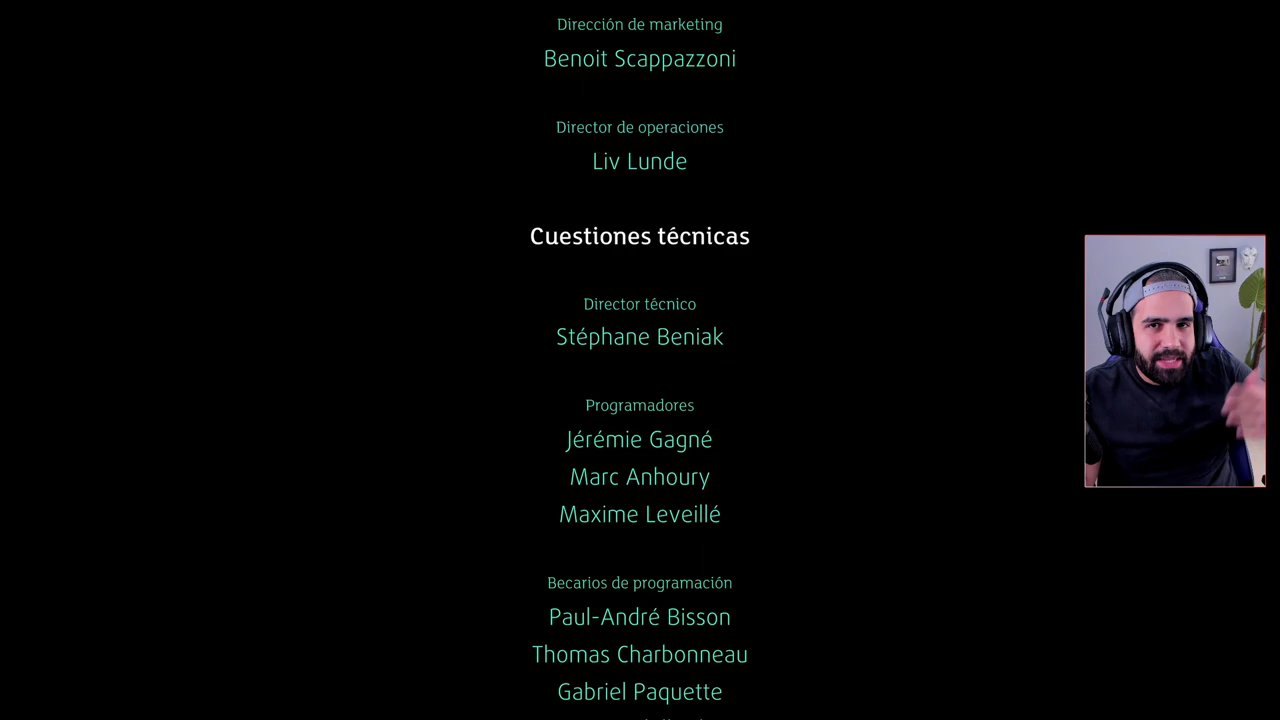 Dirección de marketing
Benoit Scappazzoni
Director de operaciones
Liv Lunde
Cuestiones técnicas
Director técnico
Stéphane Beniak
Programadores
Jérémie Gagné
Marc Anhoury
Maxime Leveillé
Becarios de programación
Paul-André Bisson
Thomas Charbonneau
Gabriel Paquette